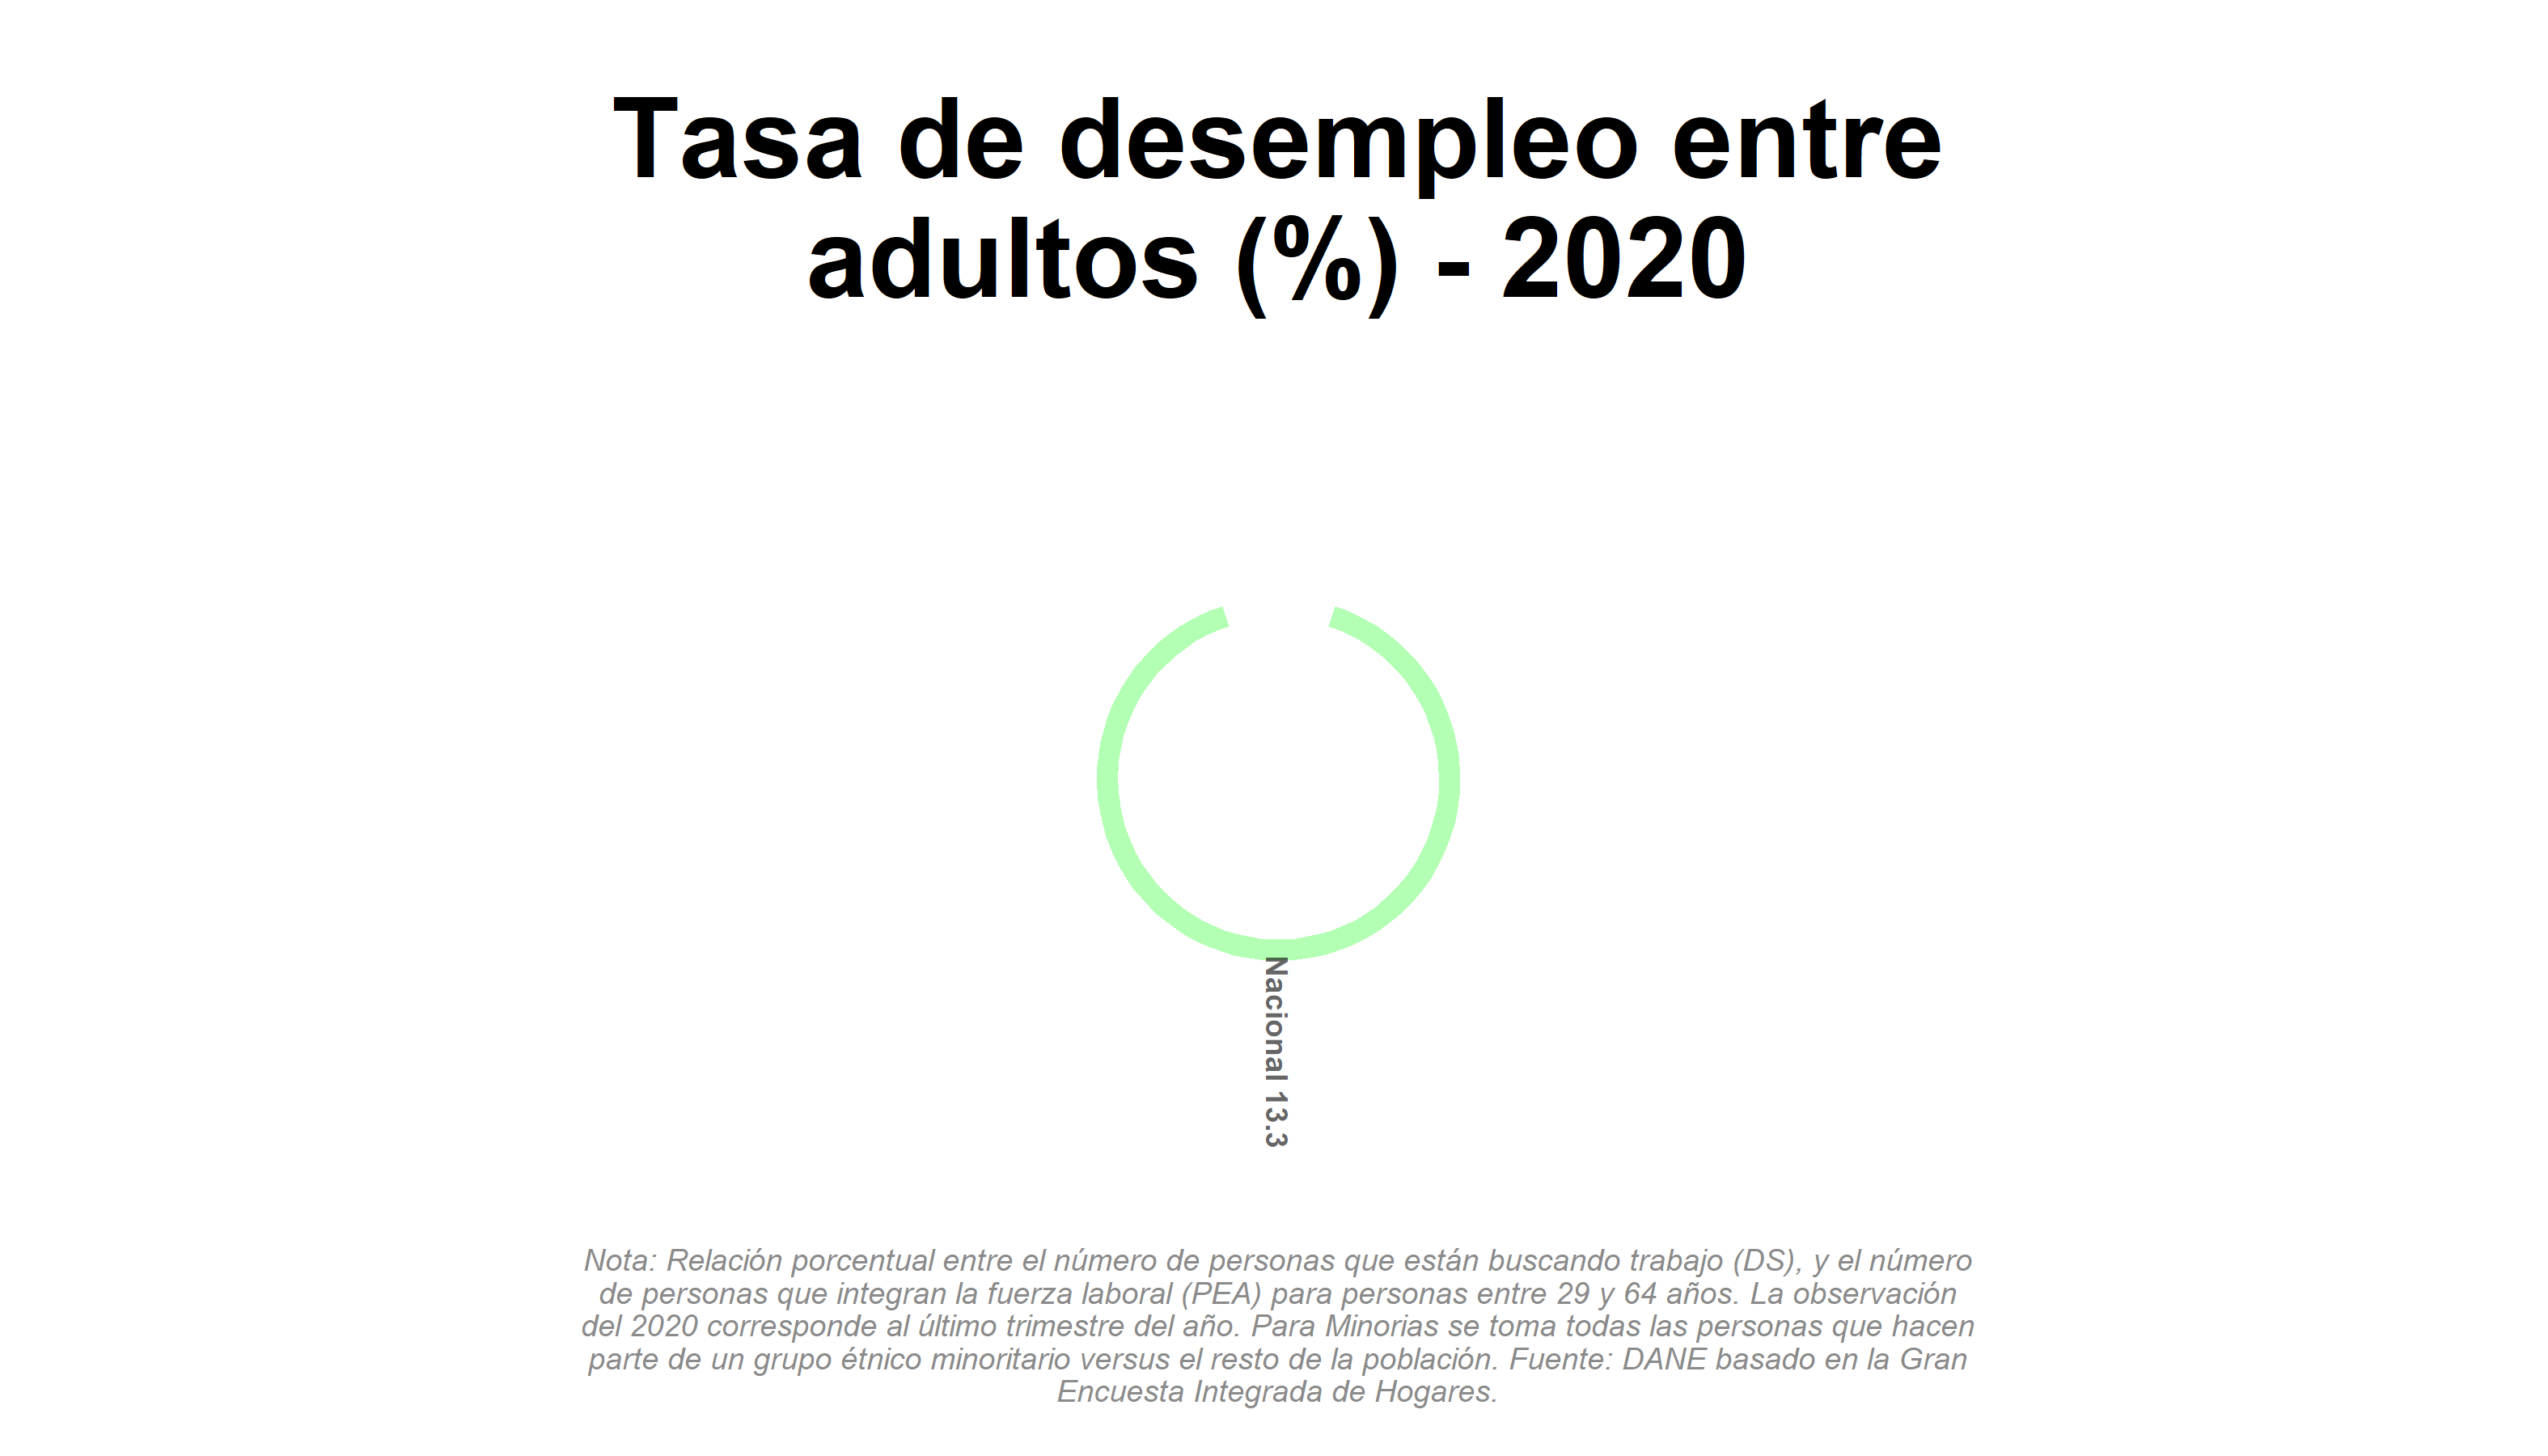 Tasa de desempleo entre
adultos (%) - 2020
Nacional 13.3
Nota: Relación porcentual entre el número de personas que están buscando trabajo (DS), y el número
de personas que integran la fuerza laboral (PEA) para personas entre 29 y 64 años. La observación
del 2020 corresponde al último trimestre del año. Para Minorias se toma todas las personas que hacen
parte de un grupo étnico minoritario versus el resto de la población. Fuente: DANE basado en la Gran
Encuesta Integrada de Hogares.